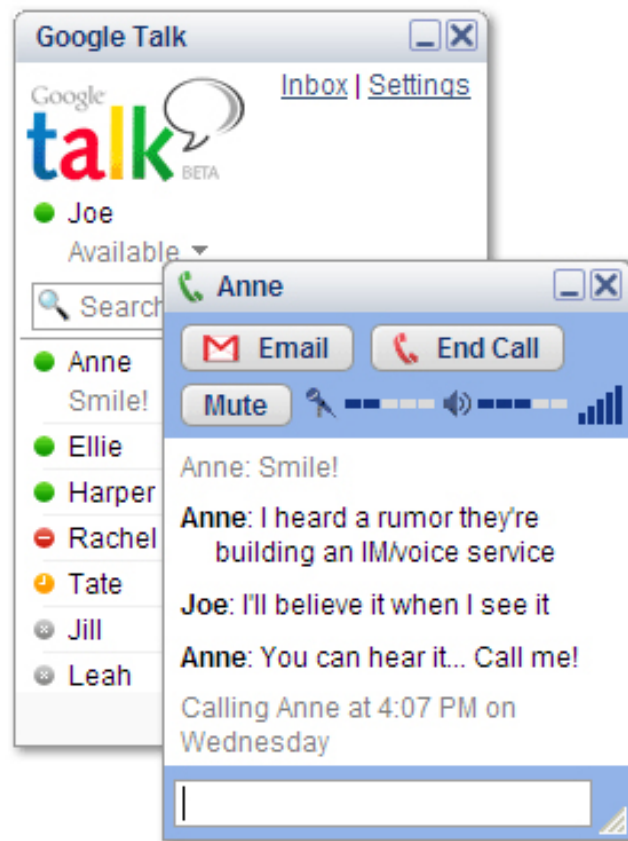 Google Talk
Inbox | Settings
Google
talk
BETA
Joe
Available
Search
Anne
Smile!
Ellie
Harper
Rachel
Tate
Jill
Leah
Anne
Email
End Call
Mute
Anne: Smile!
Anne: I heard a rumor they're
building an IM/voice service
Joe: I'll believe it when I see it
Anne: You can hear it... Call me!
Calling Anne at 4:07 PM on
Wednesday